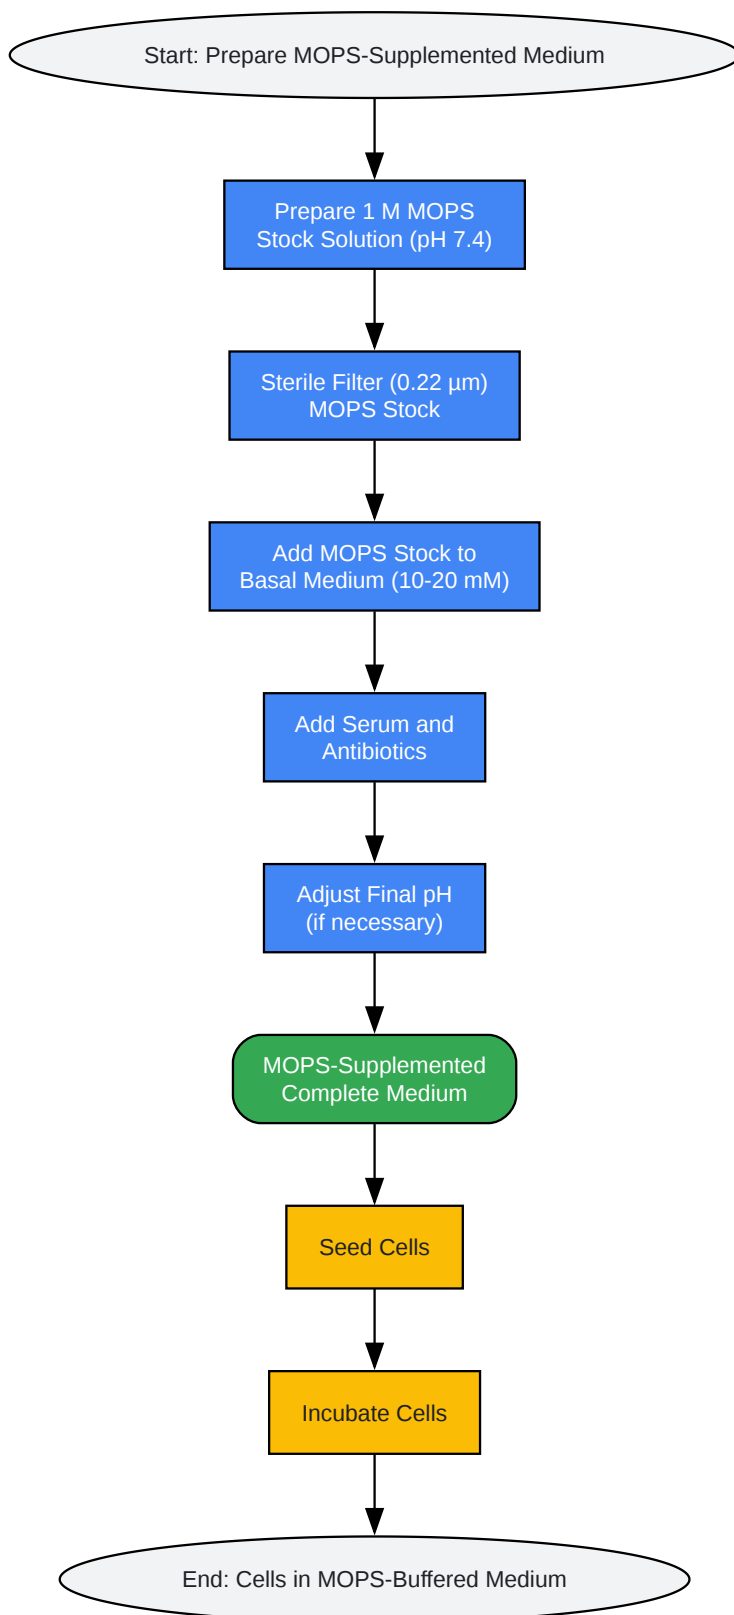 Start: Prepare MOPS-Supplemented Medium
Prepare 1 M MOPS
Stock Solution (pH 7.4)
Sterile Filter (0.22 µm)
MOPS Stock
Add MOPS Stock to
Basal Medium (10-20 mM)
Add Serum and
Antibiotics
Adjust Final pH
(if necessary)
MOPS-Supplemented
Complete Medium
Seed Cells
Incubate Cells
End: Cells in MOPS-Buffered Medium